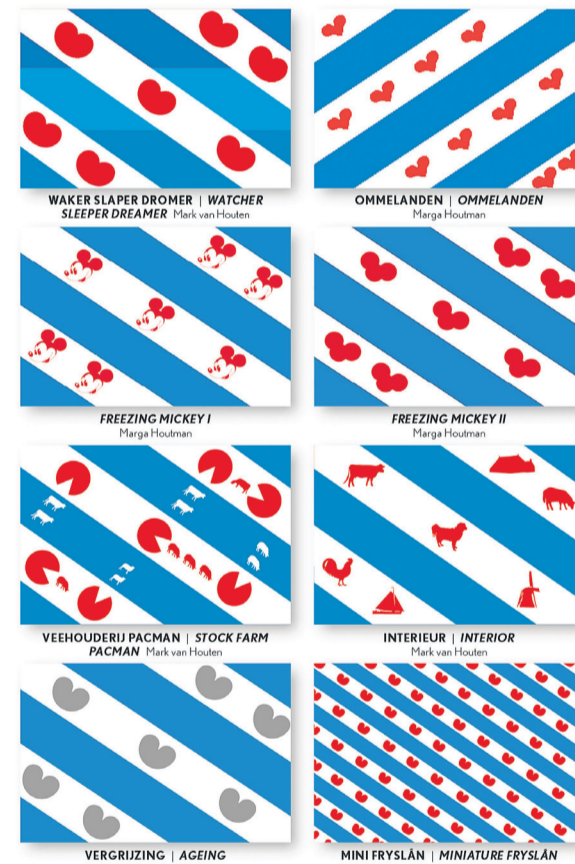 WAKER SLAPER DROMER | WATCHER
SLEEPER DREAMER Mark van Houten
OMMELANDEN | OMMELANDEN
Marga Houtman
FREEZING MICKEY I
Marga Houtman
FREEZING MICKEY II
Marga Houtman
VEEHOUDERIJ PACMAN | STOCK FARM
PACMAN Mark van Houten
INTERIEUR | INTERIOR
Mark van Houten
VERGRIJZING | AGEING
MINI FRYSLÂN | MINIATURE FRYSLÂN